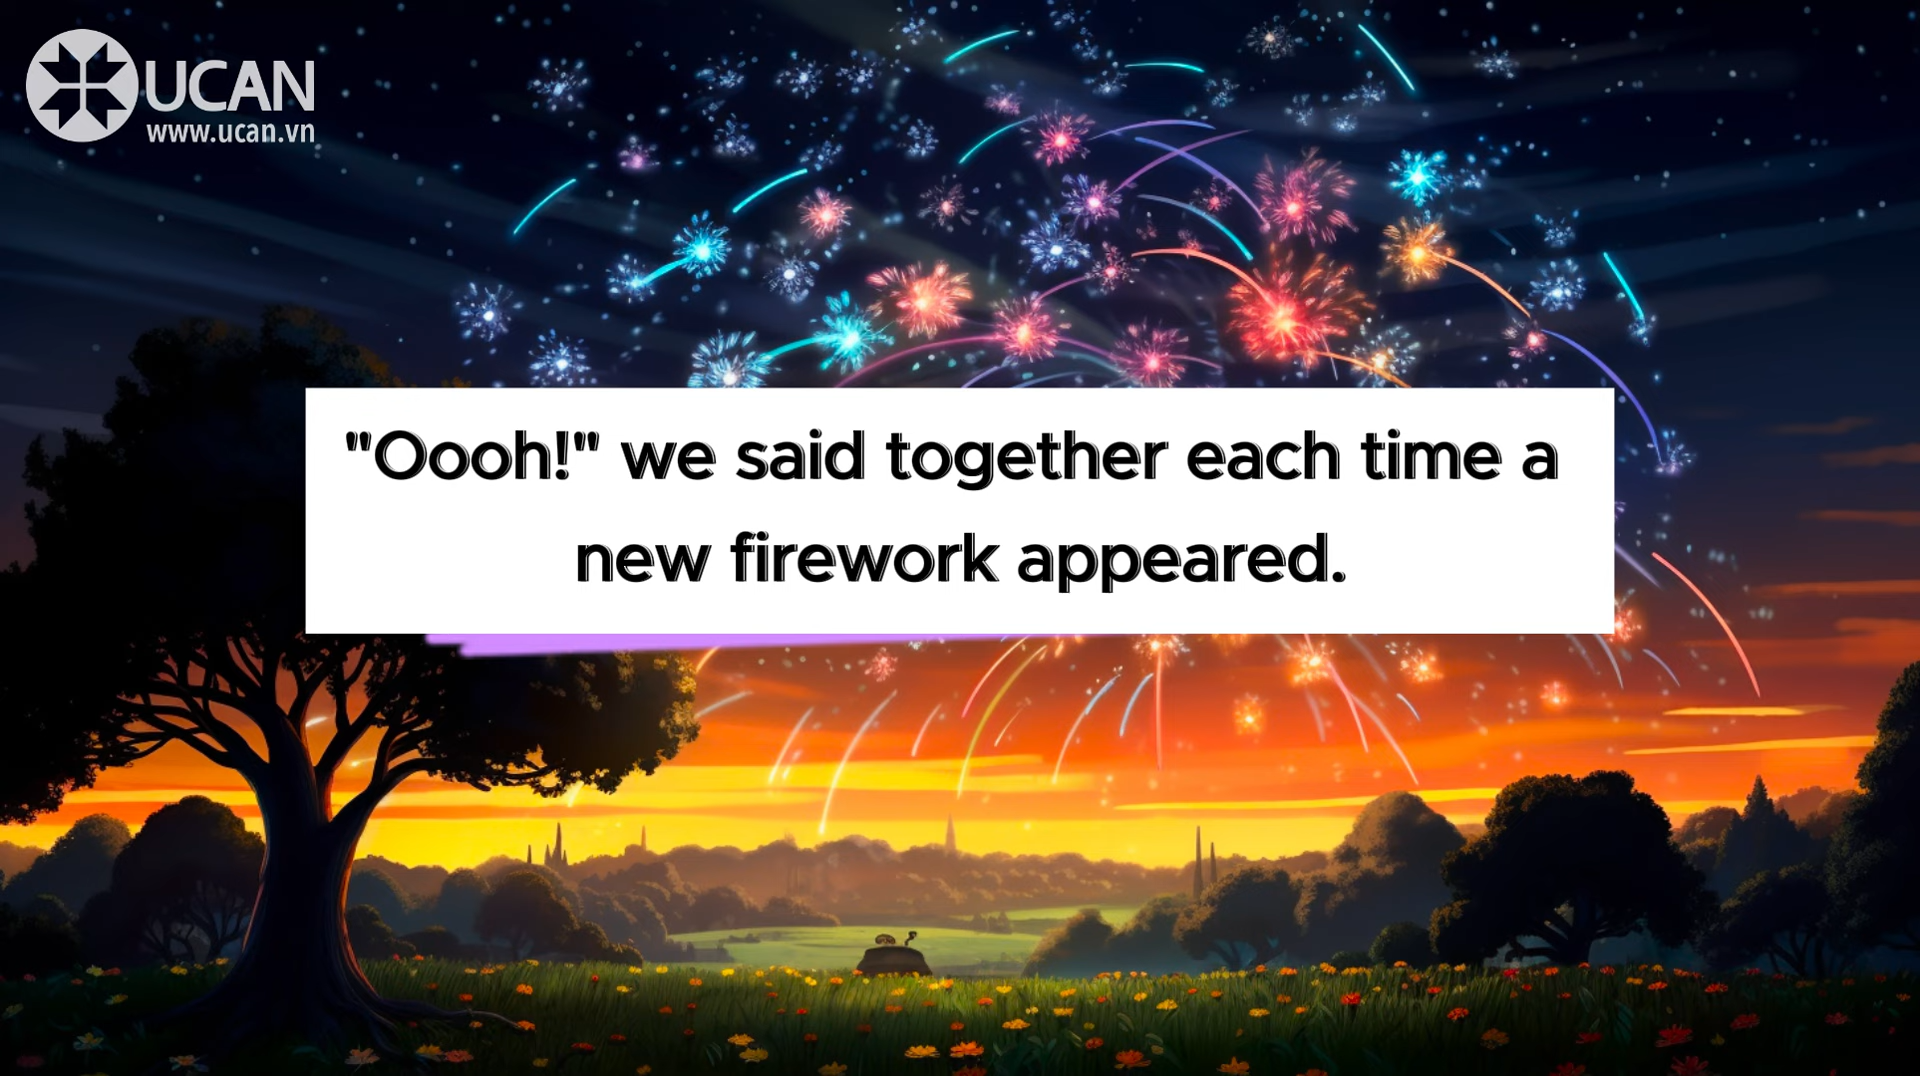 UCAN
www.ucan.vn
"Oooh!" we said together each time a
new firework appeared.